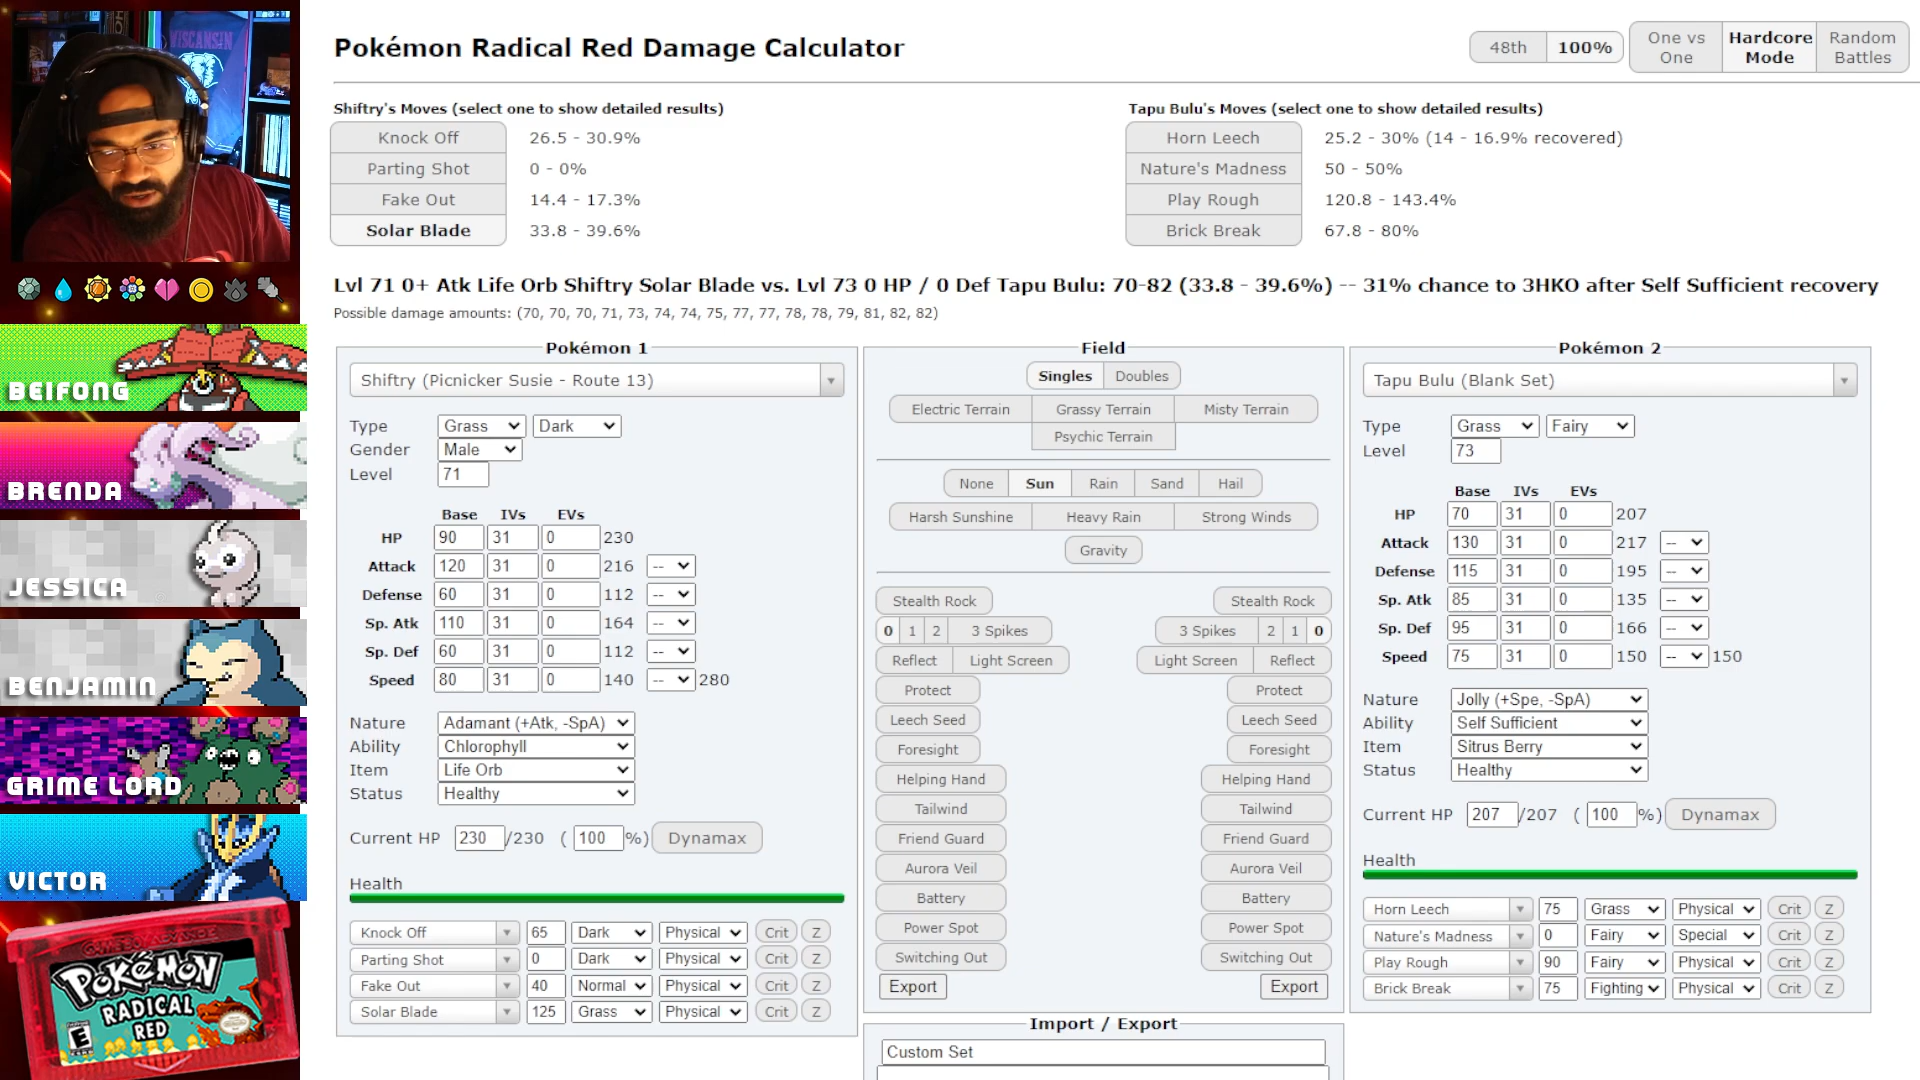 WISCANSIN
BEIFONG
BRENDA
JESSICA
BENJAMIN
GRIME LORD
VICTOR
GAME BOY ADVANCE
POKéMON
RADICAL
RED
E
Pokémon Radical Red Damage Calculator
48th 100%
One vs One
Hardcore Mode
Random Battles
Shiftry's Moves (select one to show detailed results)
Knock Off 26.5 - 30.9%
Parting Shot 0 - 0%
Fake Out 14.4 - 17.3%
Solar Blade 33.8 - 39.6%
Tapu Bulu's Moves (select one to show detailed results)
Horn Leech 25.2 - 30% (14 - 16.9% recovered)
Nature's Madness 50 - 50%
Play Rough 120.8 - 143.4%
Brick Break 67.8 - 80%
Lvl 71 0+ Atk Life Orb Shiftry Solar Blade vs. Lvl 73 0 HP / 0 Def Tapu Bulu: 70-82 (33.8 - 39.6%) -- 31% chance to 3HKO after Self Sufficient recovery
Possible damage amounts: (70, 70, 70, 71, 73, 74, 74, 75, 77, 77, 78, 78, 79, 81, 82, 82)
Pokémon 1
Shiftry (Picnicker Susie - Route 13)
Type Grass Dark
Gender Male
Level 71
Base IVs EVs
HP 90 31 0 230
Attack 120 31 0 216 --
Defense 60 31 0 112 --
Sp. Atk 110 31 0 164 --
Sp. Def 60 31 0 112 --
Speed 80 31 0 140 -- 280
Nature Adamant (+Atk, -SpA)
Ability Chlorophyll
Item Life Orb
Status Healthy
Current HP 230/230 ( 100 %) Dynamax
Health
Knock Off 65 Dark Physical Crit Z
Parting Shot 0 Dark Physical Crit Z
Fake Out 40 Normal Physical Crit Z
Solar Blade 125 Grass Physical Crit Z
Field
Singles Doubles
Electric Terrain Grassy Terrain Misty Terrain
Psychic Terrain
None Sun Rain Sand Hail
Harsh Sunshine Heavy Rain Strong Winds
Gravity
Stealth Rock Stealth Rock
0 1 2 3 Spikes 3 Spikes 2 1 0
Reflect Light Screen Light Screen Reflect
Protect Protect
Leech Seed Leech Seed
Foresight Foresight
Helping Hand Helping Hand
Tailwind Tailwind
Friend Guard Friend Guard
Aurora Veil Aurora Veil
Battery Battery
Power Spot Power Spot
Switching Out Switching Out
Export Export
Import / Export
Custom Set
Pokémon 2
Tapu Bulu (Blank Set)
Type Grass Fairy
Level 73
Base IVs EVs
HP 70 31 0 207
Attack 130 31 0 217 --
Defense 115 31 0 195 --
Sp. Atk 85 31 0 135 --
Sp. Def 95 31 0 166 --
Speed 75 31 0 150 -- 150
Nature Jolly (+Spe, -SpA)
Ability Self Sufficient
Item Sitrus Berry
Status Healthy
Current HP 207/207 ( 100 %) Dynamax
Health
Horn Leech 75 Grass Physical Crit Z
Nature's Madness 0 Fairy Special Crit Z
Play Rough 90 Fairy Physical Crit Z
Brick Break 75 Fighting Physical Crit Z